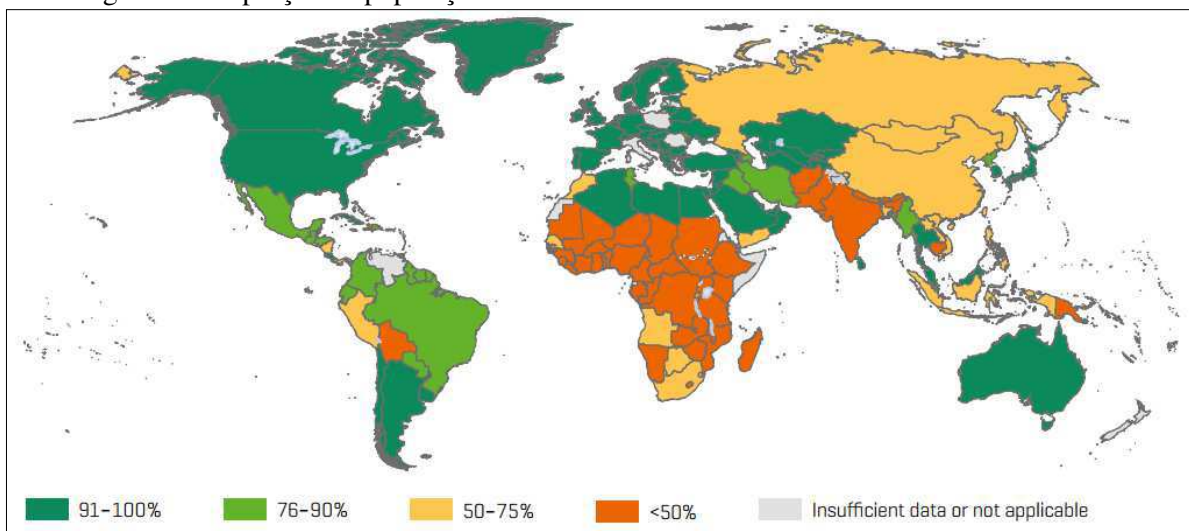 91–100%
76–90%
50–75%
<50%
Insufficient data or not applicable